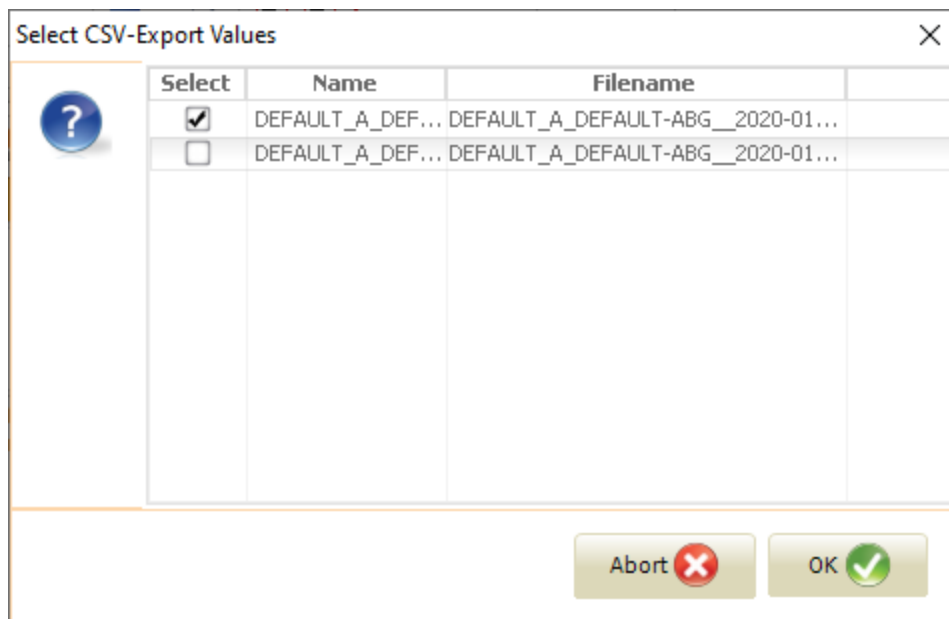 Select CSV-Export Values
Select Name Filename
DEFAULT_A_DEF... DEFAULT_A_DEFAULT-ABG__2020-01...
DEFAULT_A_DEF... DEFAULT_A_DEFAULT-ABG__2020-01...
Abort OK